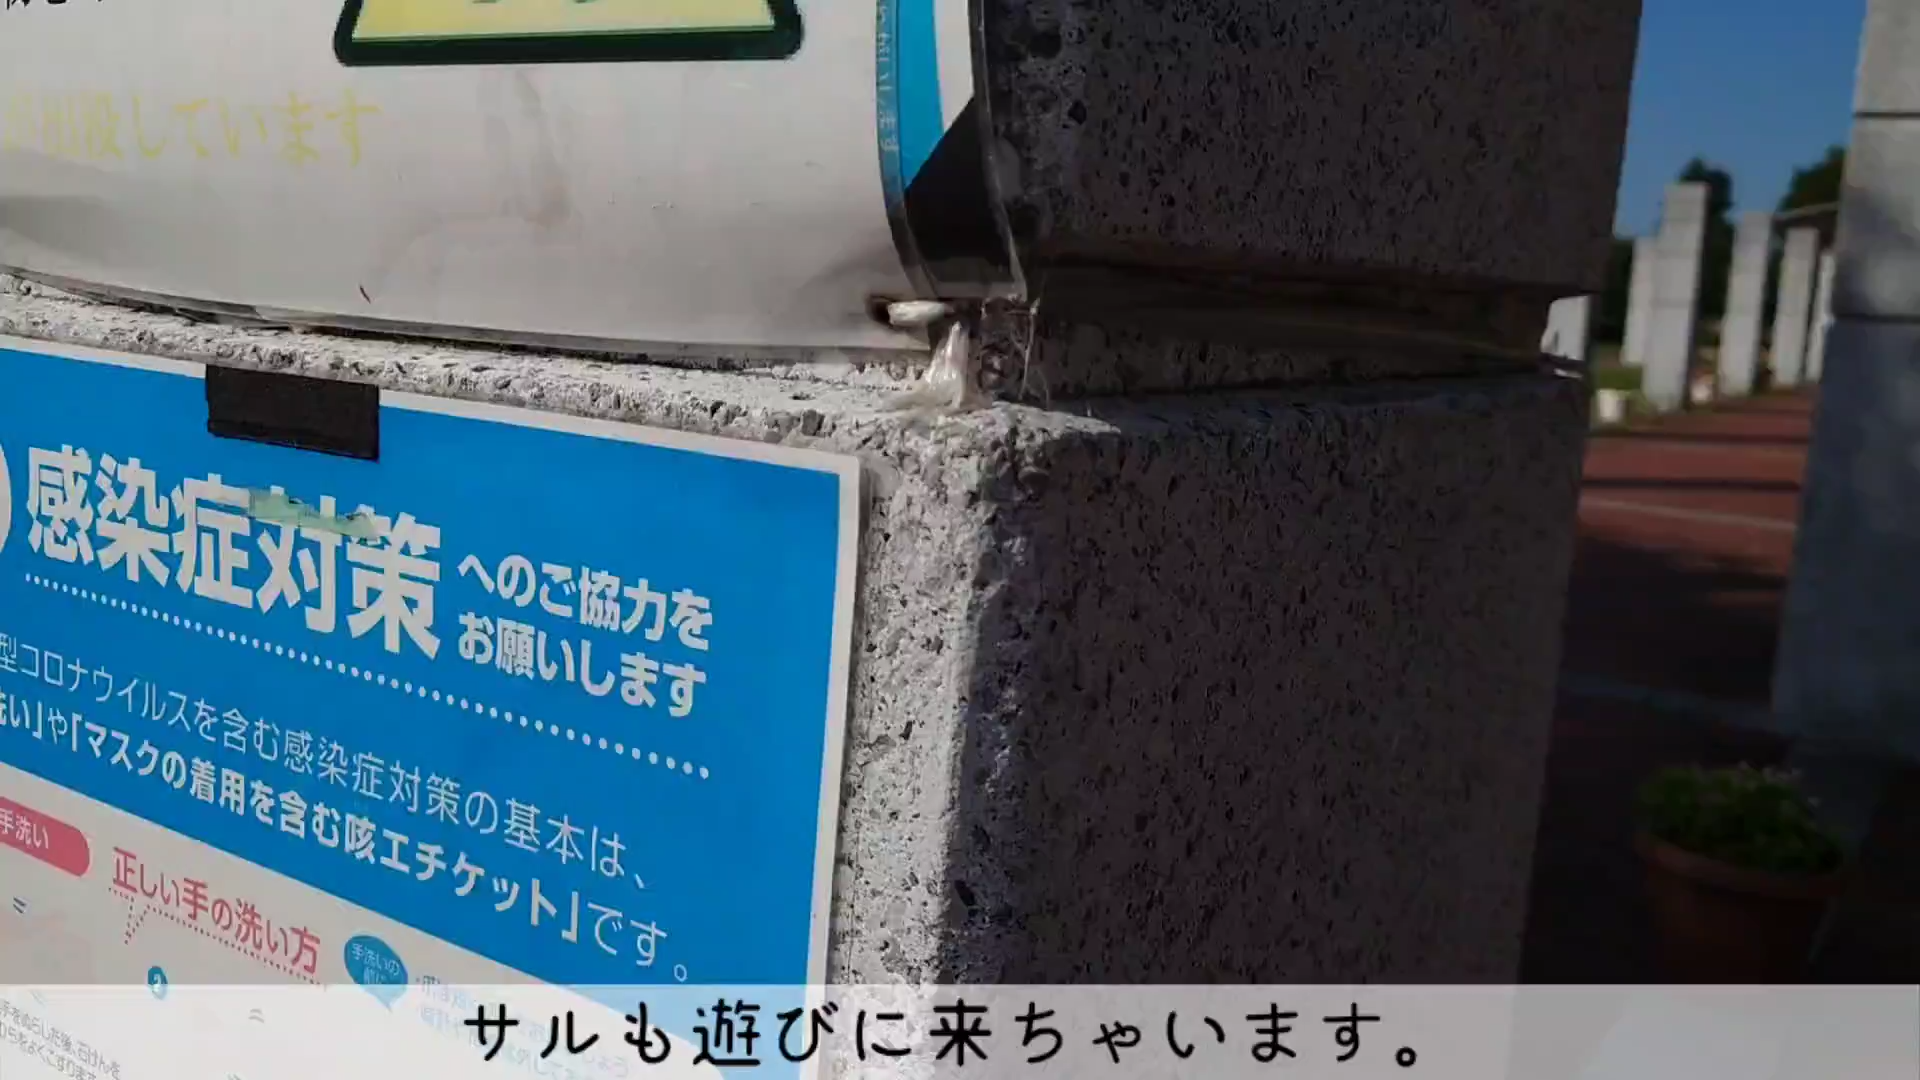 出没しています
感染症対策
へのご協力を
お願いします
型コロナウイルスを含む感染症対策の基本は、
洗い」や「マスクの着用を含む咳エチケット」です。
手洗い
正しい手の洗い方
手洗いの
前に
2
サルも遊びに来ちゃいます。